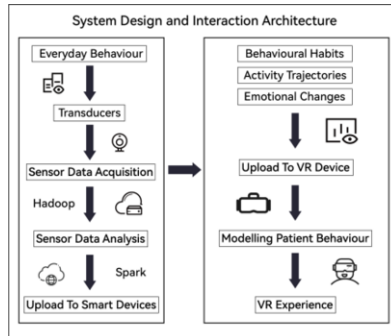 System Design and Interaction Architecture
Everyday Behaviour
Transducers
Sensor Data Acquisition
Hadoop
Sensor Data Analysis
Spark
Upload To Smart Devices
Behavioural Habits
Activity Trajectories
Emotional Changes
Upload To VR Device
Modelling Patient Behaviour
VR Experience